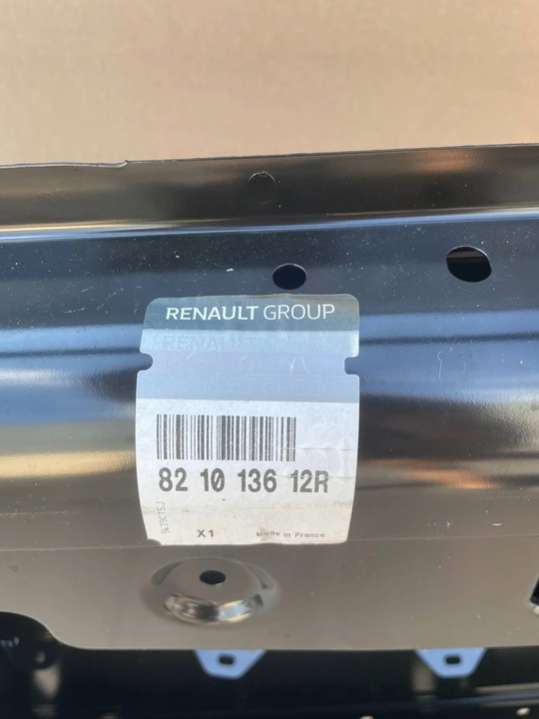 RENAULT GROUP
82 10 136 12R
X1 Made in France